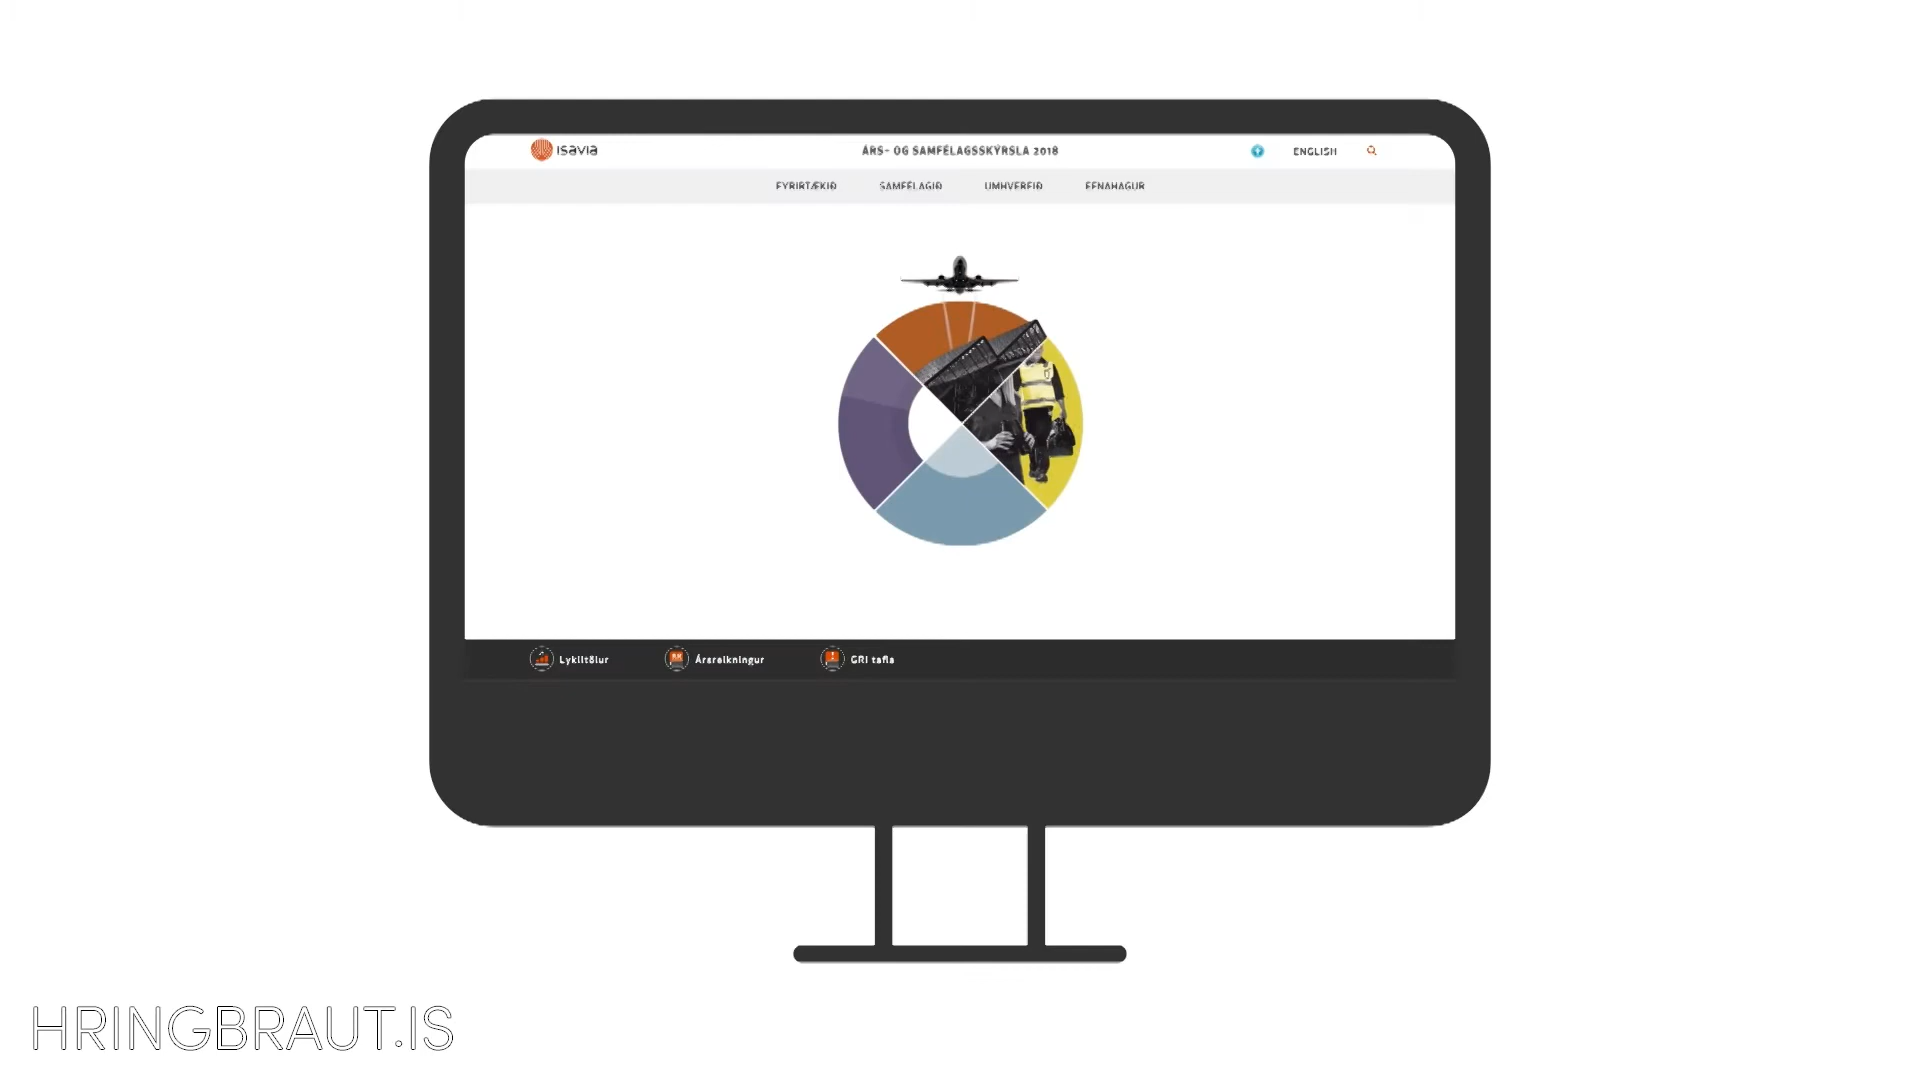 ISAVIA
ÁRS- OG SAMFÉLAGSSKÝRSLA 2018
ENGLISH
FYRIRTÆKIÐ SAMFÉLAGIÐ UMHVERFIÐ EFNAHAGUR
Lykiltölur Ársreikningur GRI tafla
HRINGBRAUT.IS